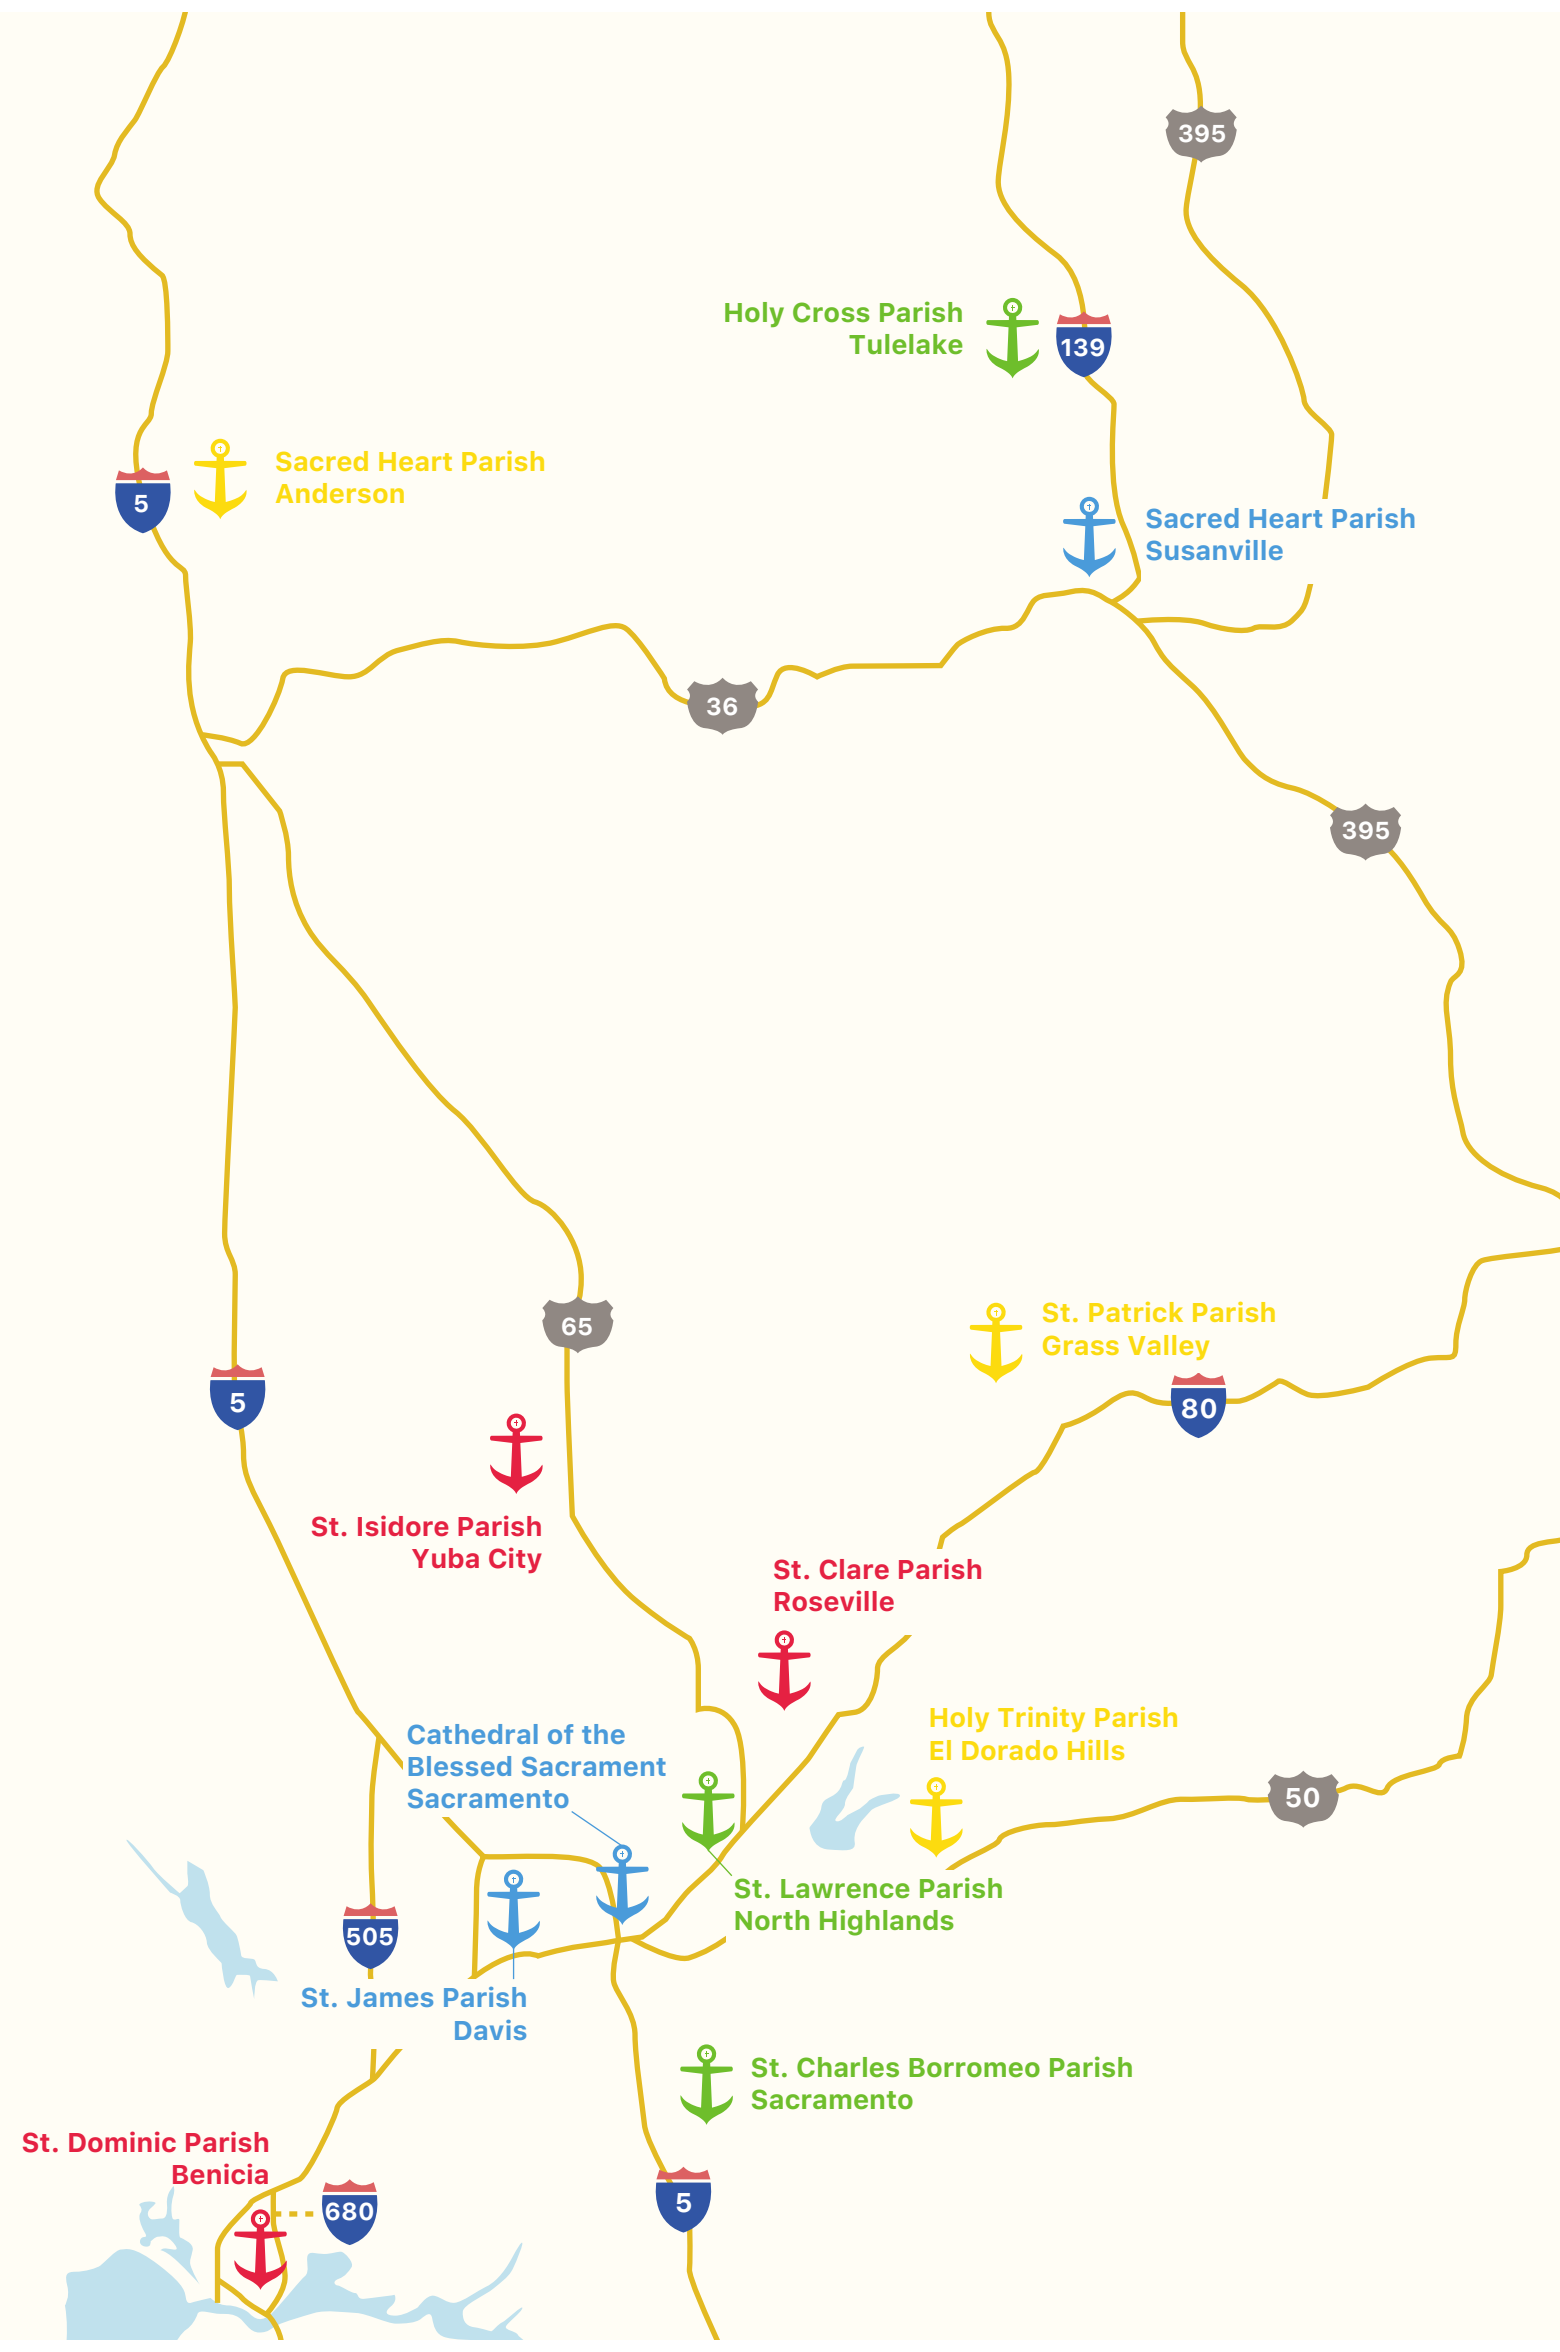 395
Holy Cross Parish
Tulelake
139
Sacred Heart Parish
Anderson
5
Sacred Heart Parish
Susanville
36
395
65
St. Patrick Parish
Grass Valley
5
80
St. Isidore Parish
Yuba City
St. Clare Parish
Roseville
Cathedral of the
Blessed Sacrament
Sacramento
Holy Trinity Parish
El Dorado Hills
50
St. Lawrence Parish
North Highlands
505
St. James Parish
Davis
St. Charles Borromeo Parish
Sacramento
St. Dominic Parish
Benicia
680
5